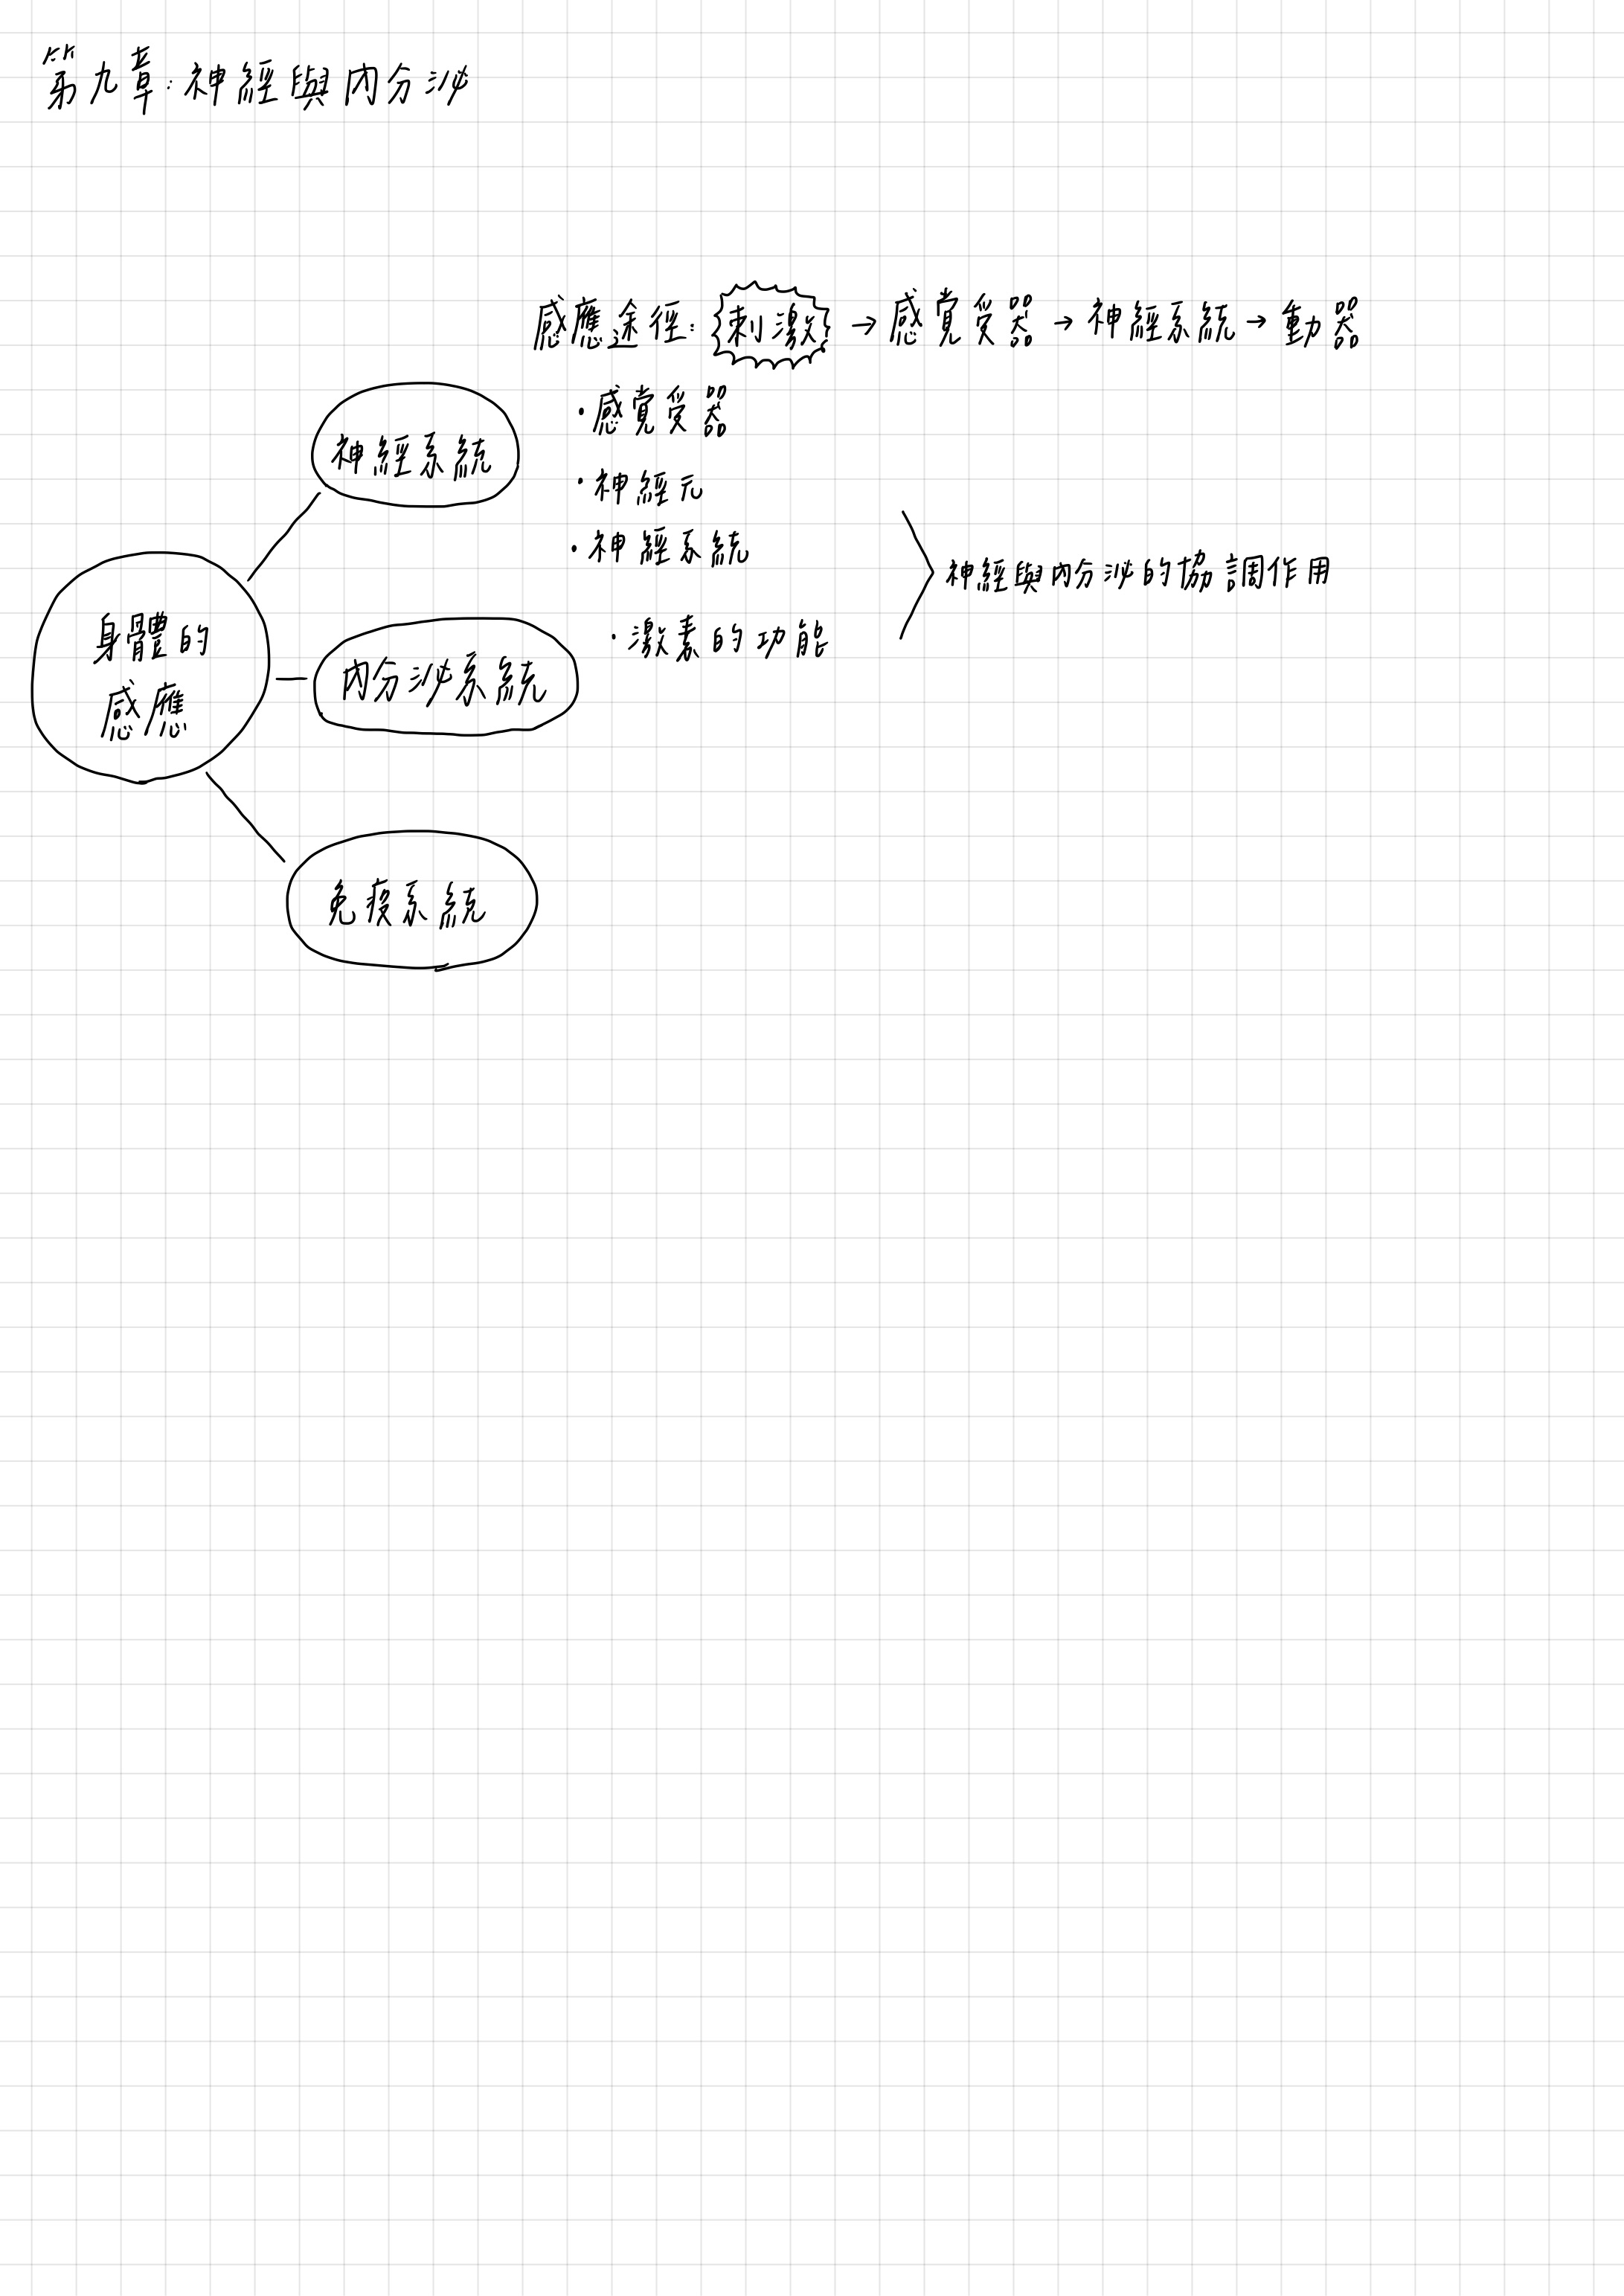 第九章:神經與內分泌
感應途徑:刺激→感覺受器→神經系統→動器
・感覺受器
神經系統
・神經元
・神經系統
神經與內分泌的協調作用
身體的
感應
・激素的功能
內分泌系統
免疫系統